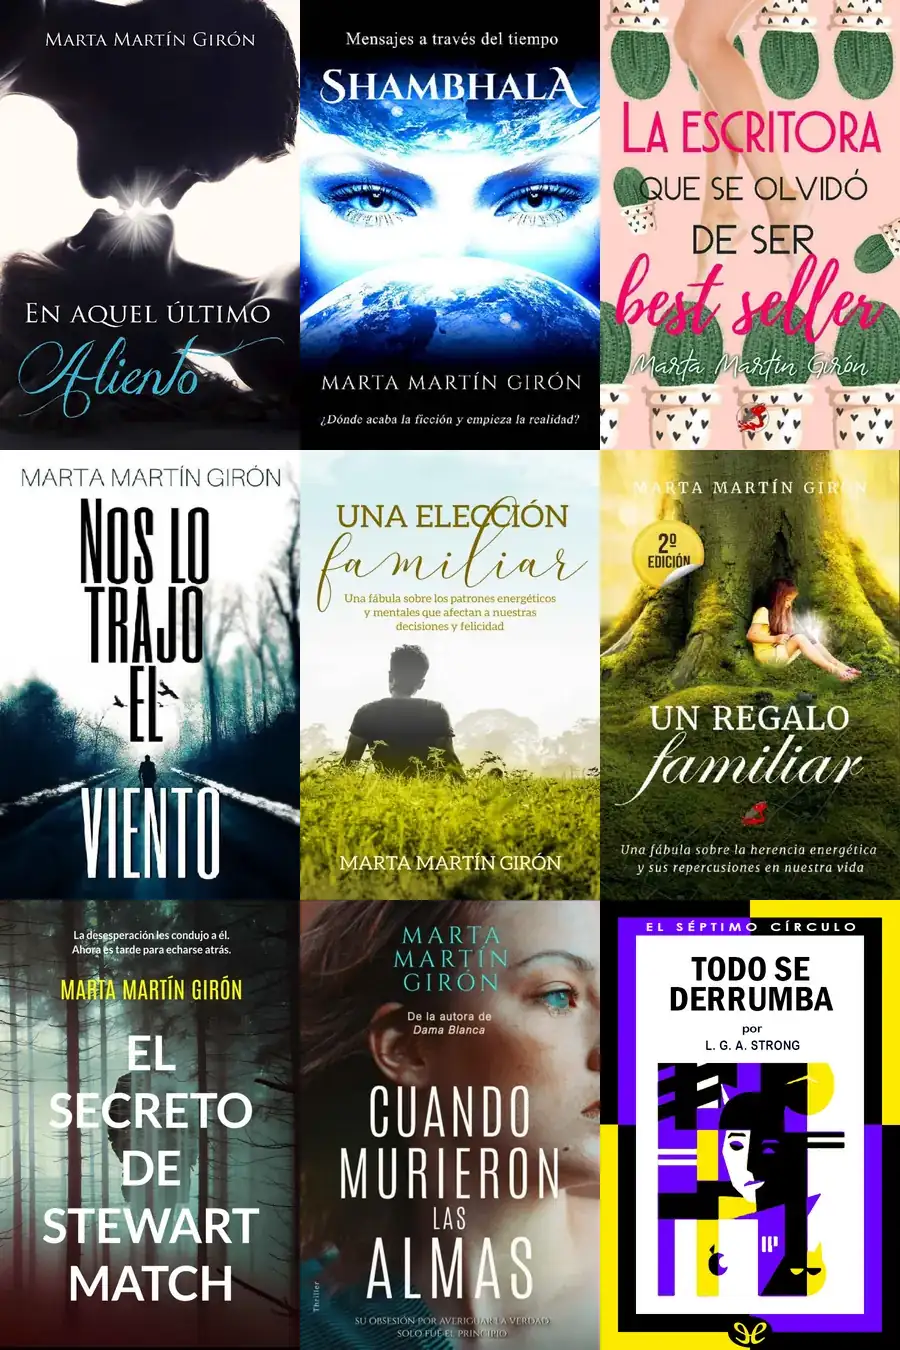 MARTA MARTÍN GIRÓN
EN AQUEL ÚLTIMO
Aliento
Mensajes a través del tiempo
SHAMBHALA
MARTA MARTÍN GIRÓN
¿Dónde acaba la ficción y empieza la realidad?
LA ESCRITORA
QUE SE OLVIDÓ
DE SER
best seller
Marta Martín Girón
MARTA MARTÍN GIRÓN
NOS LO
TRAJO
EL
VIENTO
UNA ELECCIÓN
familiar
Una fábula sobre los patrones energéticos
y mentales que afectan a nuestras
decisiones y felicidad
MARTA MARTÍN GIRÓN
MARTA MARTÍN GIRÓN
2º
EDICIÓN
UN REGALO
familiar
Una fábula sobre la herencia energética
y sus repercusiones en nuestra vida
La desesperación les condujo a él.
Ahora es tarde para echarse atrás.
MARTA MARTÍN GIRÓN
EL
SECRETO
DE
STEWART
MATCH
MARTA
MARTÍN
GIRÓN
De la autora de
Dama Blanca
CUANDO
MURIERON
LAS
ALMAS
Thriller
SU OBSESIÓN POR AVERIGUAR LA VERDAD
SOLO FUE EL PRINCIPIO
EL SÉPTIMO CÍRCULO
TODO SE
DERRUMBA
por
L. G. A. STRONG